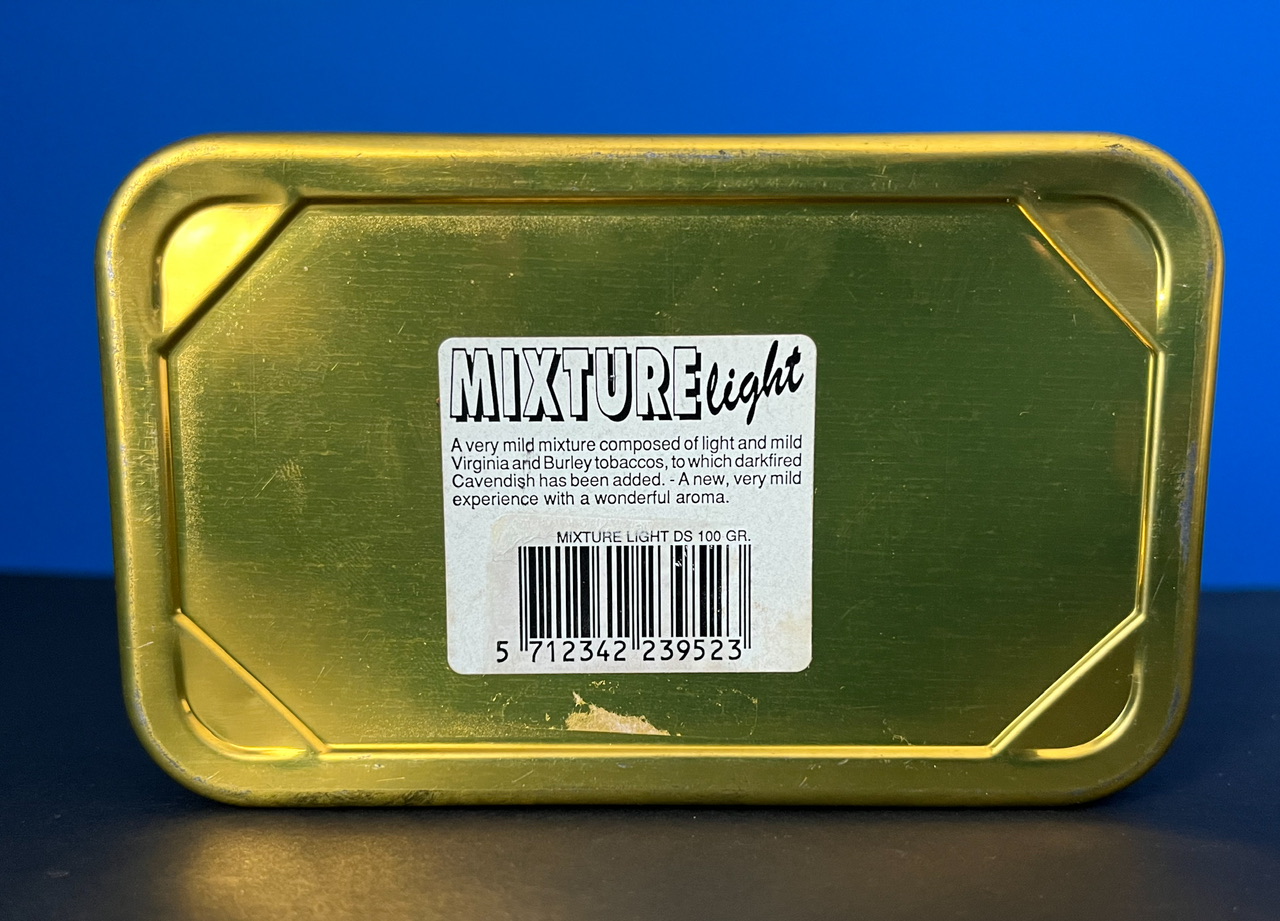 MIXTURE light
A very mild mixture composed of light and mild
Virginia and Burley tobaccos, to which darkfired
Cavendish has been added. - A new, very mild
experience with a wonderful aroma.
MIXTURE LIGHT DS 100 GR.
5 712342 239523